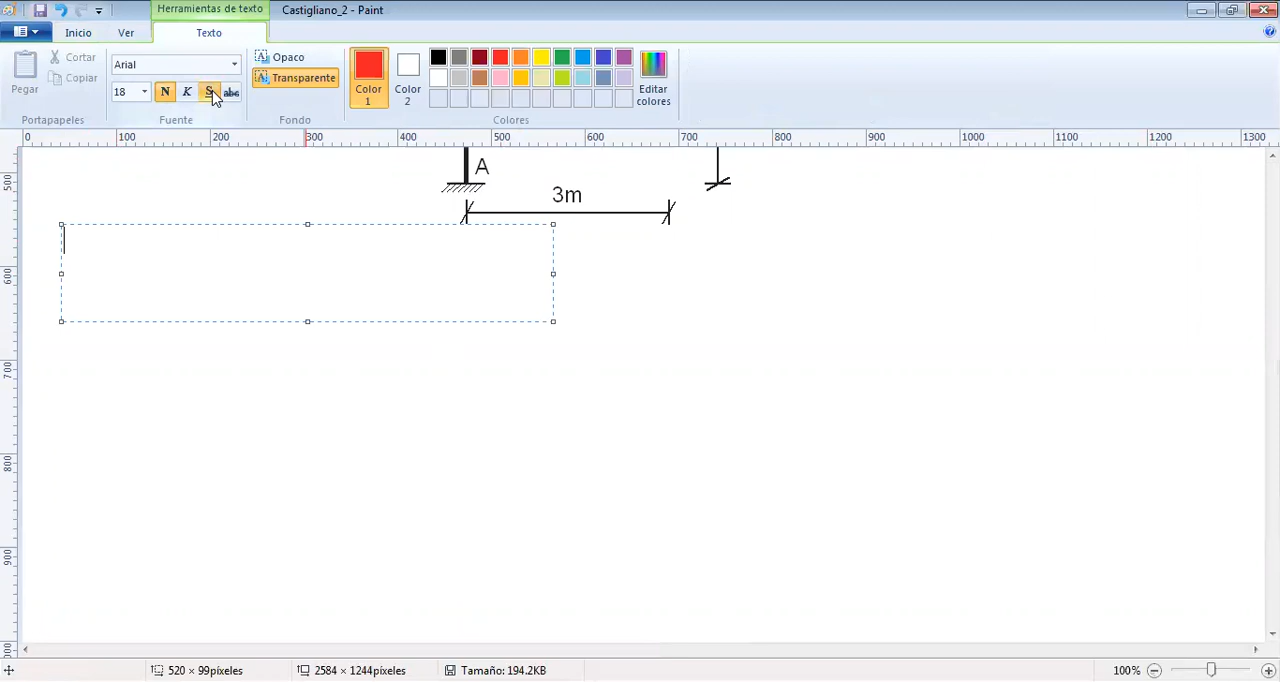 Herramientas de texto
Castigliano_2 - Paint
Inicio
Ver
Texto
Pegar
Cortar
Copiar
Portapapeles
Arial
18
N K S abc
Fuente
Opaco
Transparente
Fondo
Color 1
Color 2
Editar colores
Colores
0 100 200 300 400 500 600 700 800 900 1000 1100 1200 1300
500
600
700
800
900
A
3m
520 × 99píxeles
2584 × 1244píxeles
Tamaño: 194.2KB
100%